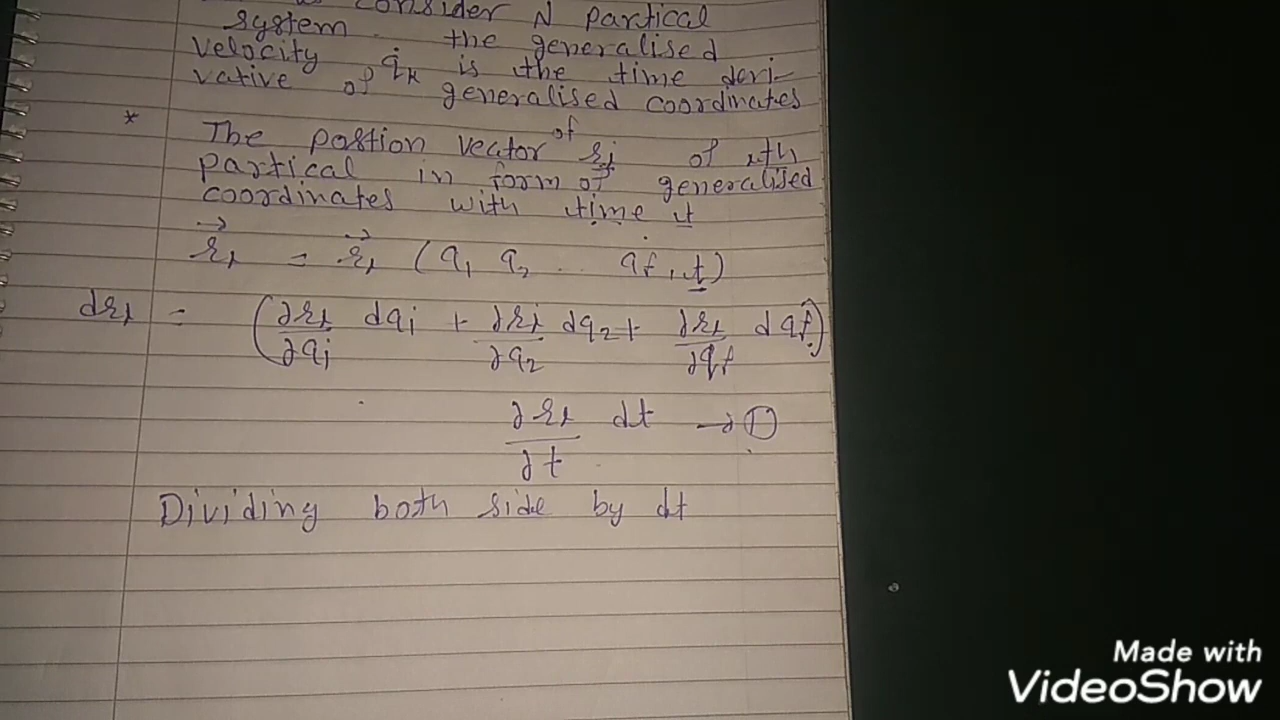 consider N partical
system. the generalised
velocity q̇k is the time deri-
vative of generalised coordinates
* The postion vector of ri of ith
partical in form of generalised
coordinates with time t
r⃗i = r⃗i (q1 q2 .. qf, t)
dri = (∂ri/∂qi dqi + ∂ri/∂q2 dq2 + ∂ri/∂qf dqf)
∂ri/∂t dt → ①
Dividing both side by dt
Made with
VideoShow